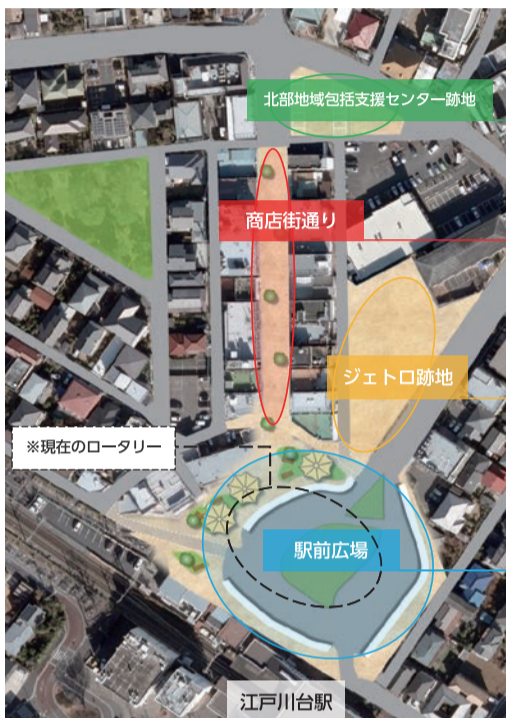 北部地域包括支援センター跡地
商店街通り
ジェトロ跡地
※現在のロータリー
駅前広場
江戸川台駅